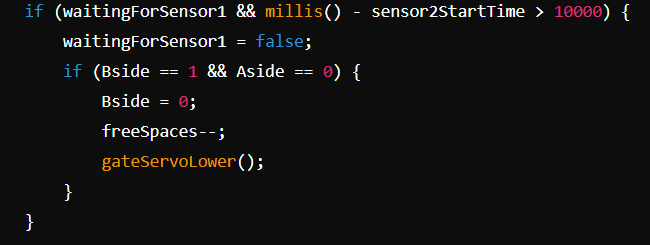 if (waitingForSensor1 && millis() - sensor2StartTime > 10000) {
    waitingForSensor1 = false;
    if (Bside == 1 && Aside == 0) {
        Bside = 0;
        freeSpaces--;
        gateServoLower();
    }
}